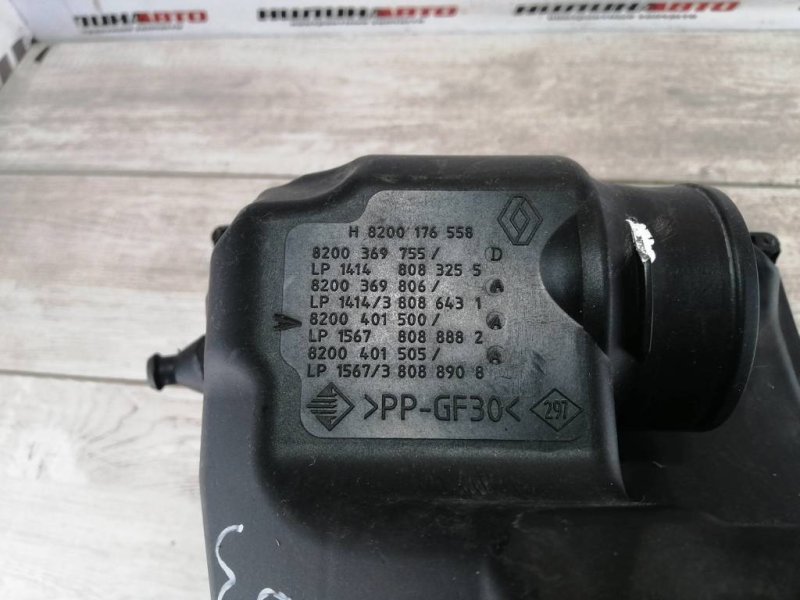 H 8200 176 558
8200 369 755/ D
LP 1414 808 325 5
8200 369 806/ A
LP 1414/3 808 643 1
8200 401 500/ A
LP 1567 808 888 2
8200 401 505/ A
LP 1567/3 808 890 8
>PP-GF30< 297